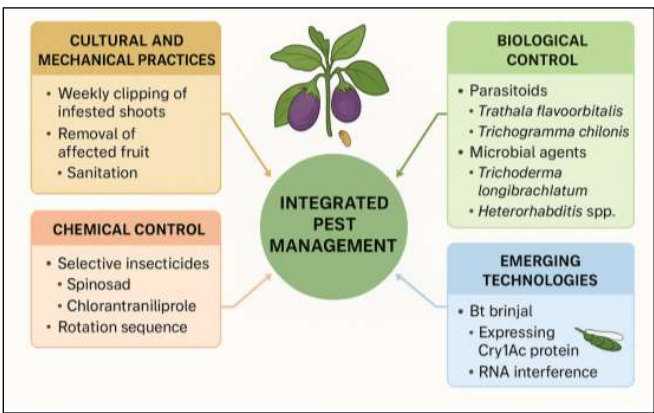 CULTURAL AND
MECHANICAL PRACTICES
• Weekly clipping of
infested shoots
• Removal of
affected fruit
• Sanitation
BIOLOGICAL
CONTROL
• Parasitoids
• Trathala flavoorbitalis
• Trichogramma chilonis
• Microbial agents
• Trichoderma
longibrachlatum
• Heterorhabditis spp.
INTEGRATED
PEST
MANAGEMENT
CHEMICAL CONTROL
• Selective insecticides
• Spinosad
• Chlorantraniliprole
• Rotation sequence
EMERGING
TECHNOLOGIES
• Bt brinjal
• Expressing
Cry1Ac protein
• RNA interference